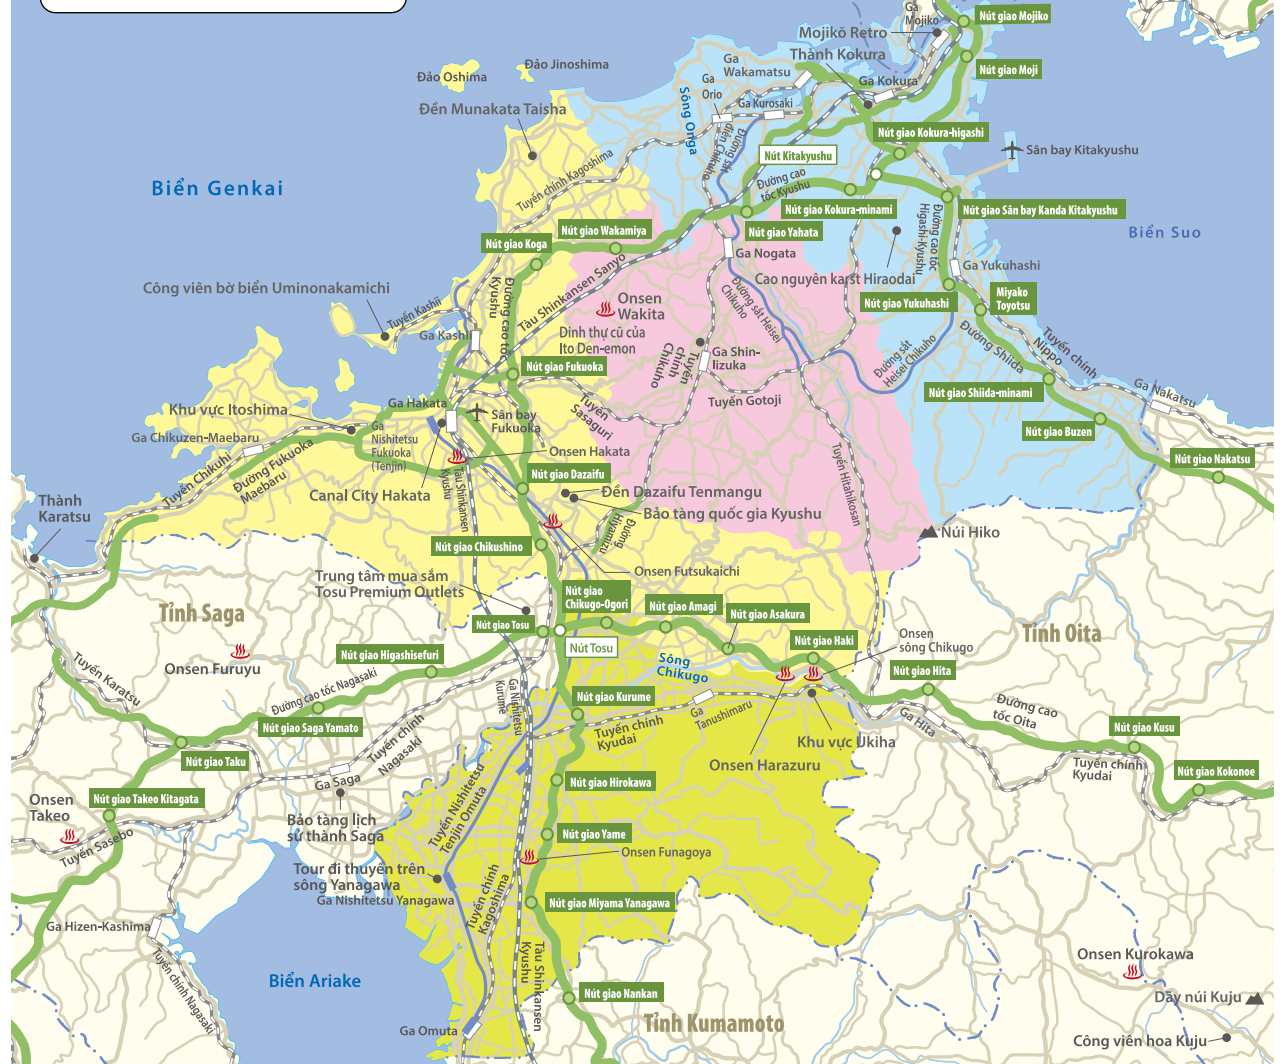 Ga
Mojiko
Nút giao Mojiko
Mojikō Retro
Thành Kokura
Nút giao Moji
Đảo Oshima
Đảo Jinoshima
Ga
Wakamatsu
Ga
Orio
Ga Kokura
Ga Kurosaki
Đền Munakata Taisha
Sông Onga
Đường sắt
điện Chikuho
Nút giao Kokura-higashi
Sân bay Kitakyushu
Nút Kitakyushu
Tuyến chính Kagoshima
Biển Genkai
Đường cao
tốc Kyushu
Nút giao Kokura-minami
Nút giao Sân bay Kanda Kitakyushu
Đường cao tốc
Higashi-Kyushu
Biển Suo
Nút giao Wakamiya
Nút giao Koga
Nút giao Yahata
Ga Nogata
Ga Yukuhashi
Cao nguyên karst Hiraodai
Nút giao Yukuhashi
Miyako
Toyotsu
Công viên bờ biển Uminonakamichi
Đường cao tốc
Kyushu
Tàu Shinkansen Sanyo
Onsen
Wakita
Đường sắt Heisei
Chikuho
Tuyến Kashii
Ga Kashii
Dinh thự cũ của
Ito Den-emon
Tuyến
chính
Chikuho
Ga Shin-
Iizuka
Đường sắt
Heisei Chikuho
Đường Shiida
Tuyến chính
Nippo
Nút giao Fukuoka
Nút giao Shiida-minami
Ga Nakatsu
Tuyến Gotoji
Tuyến
Sasaguri
Khu vực Itoshima
Ga Hakata
Sân bay
Fukuoka
Nút giao Buzen
Ga Chikuzen-Maebaru
Ga
Nishitetsu
Fukuoka
(Tenjin)
Onsen Hakata
Nút giao Nakatsu
Tuyến Chikuhi
Đường Fukuoka
Maebaru
Canal City Hakata
Tàu Shinkansen
Kyushu
Nút giao Dazaifu
Đền Dazaifu Tenmangu
Bảo tàng quốc gia Kyushu
Tuyến Hitahikosan
Thành
Karatsu
Đường
Hiyamizu
Núi Hiko
Nút giao Chikushino
Onsen Futsukaichi
Trung tâm mua sắm
Tosu Premium Outlets
Nút giao
Chikugo-Ogori
Nút giao Amagi
Nút giao Asakura
Tỉnh Saga
Nút giao Tosu
Nút Tosu
Nút giao Haki
Onsen
sông Chikugo
Tỉnh Oita
Nút giao Higashisefuri
Onsen Furuyu
Sông
Chikugo
Nút giao Hita
Tuyến Karatsu
Đường cao tốc Nagasaki
Ga Nishitetsu
Kurume
Nút giao Kurume
Ga
Tanushimaru
Ga Hita
Đường cao
tốc Oita
Nút giao Saga Yamato
Tuyến chính
Nagasaki
Tuyến chính
Kyudai
Khu vực Ukiha
Nút giao Kusu
Nút giao Taku
Onsen Harazuru
Tuyến chính
Kyudai
Nút giao Kokonoe
Ga Saga
Nút giao Hirokawa
Onsen
Takeo
Nút giao Takeo Kitagata
Bảo tàng lịch
sử thành Saga
Tuyến Nishitetsu
Tenjin Omuta
Nút giao Yame
Tuyến Sasebo
Onsen Funagoya
Tour đi thuyền trên
sông Yanagawa
Ga Nishitetsu Yanagawa
Tuyến chính
Kagoshima
Nút giao Miyama Yanagawa
Ga Hizen-Kashima
Tuyến chính Nagasaki
Tàu Shinkansen
Kyushu
Biển Ariake
Nút giao Nankan
Onsen Kurokawa
Dãy núi Kuju
Tỉnh Kumamoto
Ga Omuta
Công viên hoa Kuju